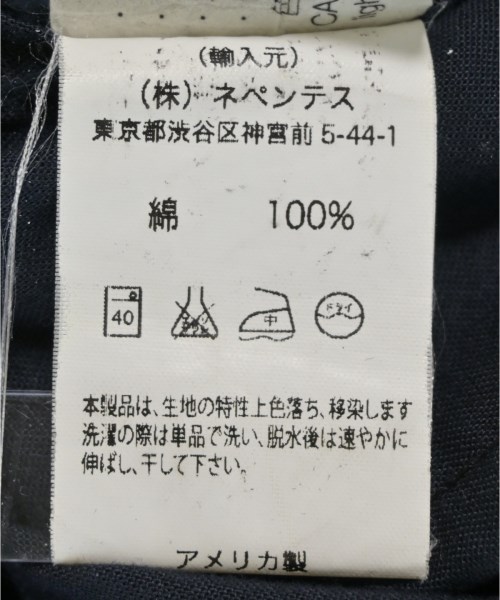 （輸入元）
（株）ネペンテス
東京都渋谷区神宮前 5-44-1
綿 100%
40 中 ドライ
本製品は、生地の特性上色落ち、移染します
洗濯の際は単品で洗い、脱水後は速やかに
伸ばし、干して下さい。
アメリカ製